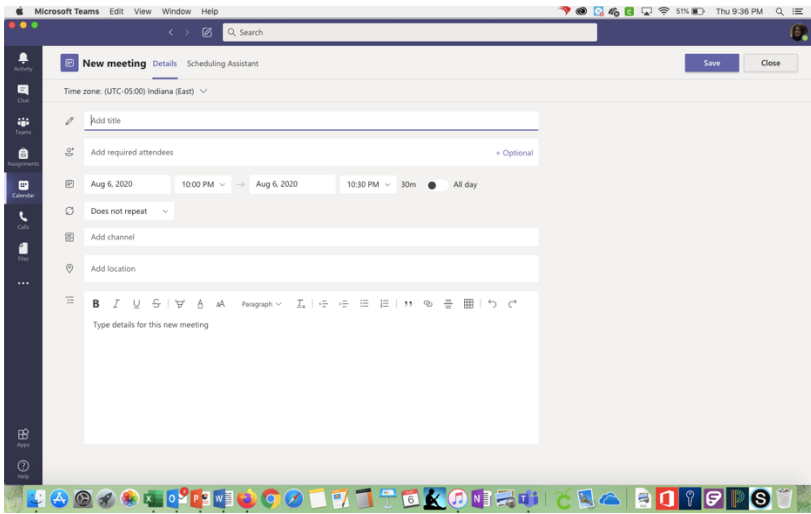 Microsoft Teams Edit View Window Help 51% Thu 9:36 PM
Search
Activity
Chat
Teams
Assignments
Calendar
Calls
Files
Apps
Help
New meeting Details Scheduling Assistant Save Close
Time zone: (UTC-05:00) Indiana (East)
Add title
Add required attendees + Optional
Aug 6, 2020 10:00 PM → Aug 6, 2020 10:30 PM 30m All day
Does not repeat
Add channel
Add location
B I U S A AA Paragraph
Type details for this new meeting
6